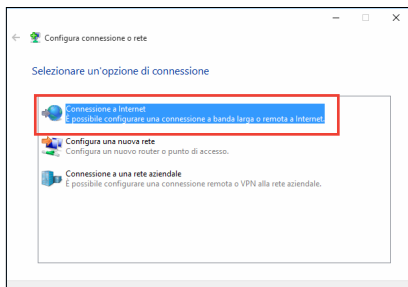 Configura connessione o rete
Selezionare un'opzione di connessione
Connessione a Internet
È possibile configurare una connessione a banda larga o remota a Internet.
Configura una nuova rete
Configura un nuovo router o punto di accesso.
Connessione a una rete aziendale
È possibile configurare una connessione remota o VPN alla rete aziendale.